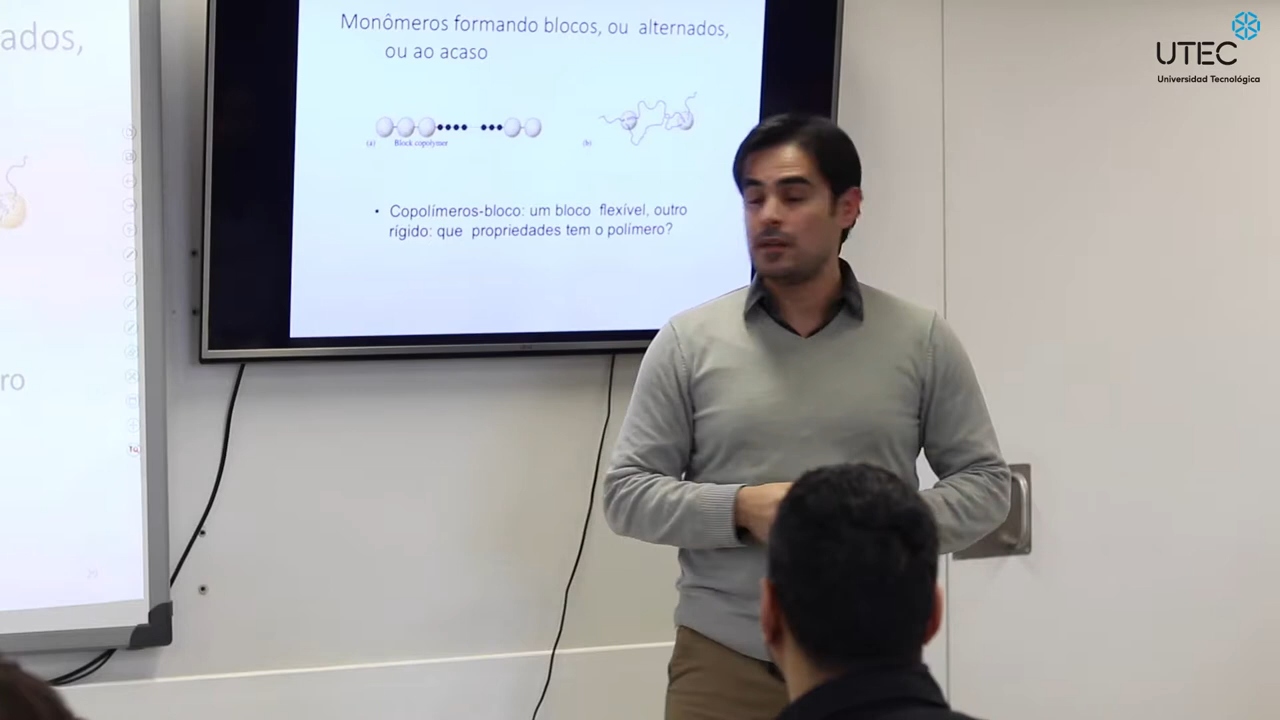 ados,
ro
20
Monômeros formando blocos, ou alternados,
ou ao acaso
(a) Block copolymer
(b)
• Copolímeros-bloco: um bloco flexível, outro
rígido: que propriedades tem o polímero?
UTEC
Universidad Tecnológica